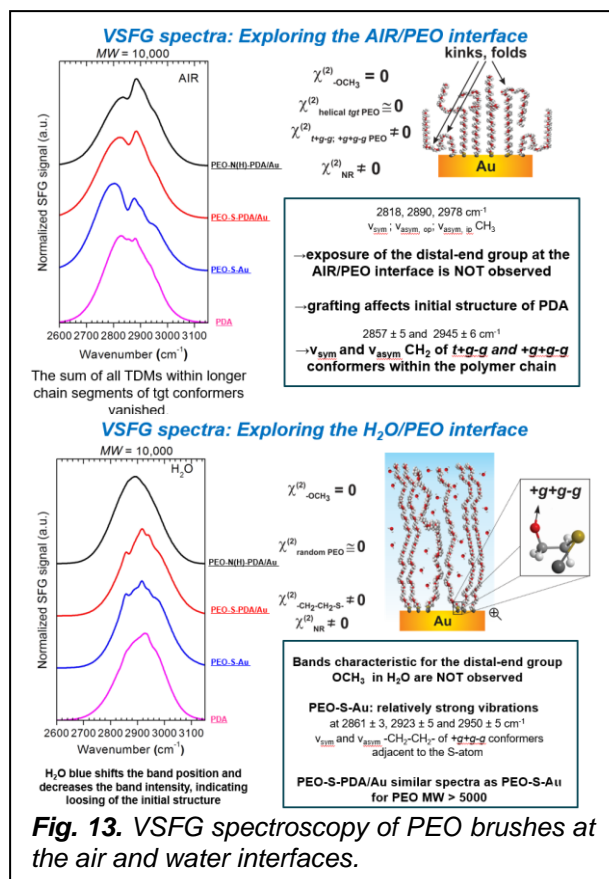 VSFG spectra: Exploring the AIR/PEO interface
MW = 10,000
AIR
Normalized SFG signal (a.u.)
PEO-N(H)-PDA/Au
PEO-S-PDA/Au
PEO-S-Au
PDA
2600 2700 2800 2900 3000 3100
Wavenumber (cm-1)
The sum of all TDMs within longer
chain segments of tgt conformers
vanished.
χ(2)-OCH3 = 0
χ(2)helical tgt PEO ≅ 0
χ(2)t+g-g; +g+g-g PEO ≠ 0
χ(2)NR ≠ 0
kinks, folds
Au
2818, 2890, 2978 cm-1
νsym; νasym, op; νasym, ip CH3
→exposure of the distal-end group at the
AIR/PEO interface is NOT observed
→grafting affects initial structure of PDA
2857 ± 5 and 2945 ± 6 cm-1
→νsym and νasym CH2 of t+g-g and +g+g-g
conformers within the polymer chain
VSFG spectra: Exploring the H2O/PEO interface
MW = 10,000
H2O
Normalized SFG signal (a.u.)
PEO-N(H)-PDA/Au
PEO-S-PDA/Au
PEO-S-Au
PDA
2600 2700 2800 2900 3000 3100
Wavenumber (cm-1)
H2O blue shifts the band position and
decreases the band intensity, indicating
loosing of the initial structure
χ(2)-OCH3 = 0
χ(2)random PEO ≅ 0
χ(2)-CH2-CH2-S- ≠ 0
χ(2)NR ≠ 0
+g+g-g
Au
Bands characteristic for the distal-end group
OCH3 in H2O are NOT observed
PEO-S-Au: relatively strong vibrations
at 2861 ± 3, 2923 ± 5 and 2950 ± 5 cm-1
νsym and νasym -CH2-CH2- of +g+g-g conformers
adjacent to the S-atom
PEO-S-PDA/Au similar spectra as PEO-S-Au
for PEO MW > 5000
Fig. 13. VSFG spectroscopy of PEO brushes at
the air and water interfaces.